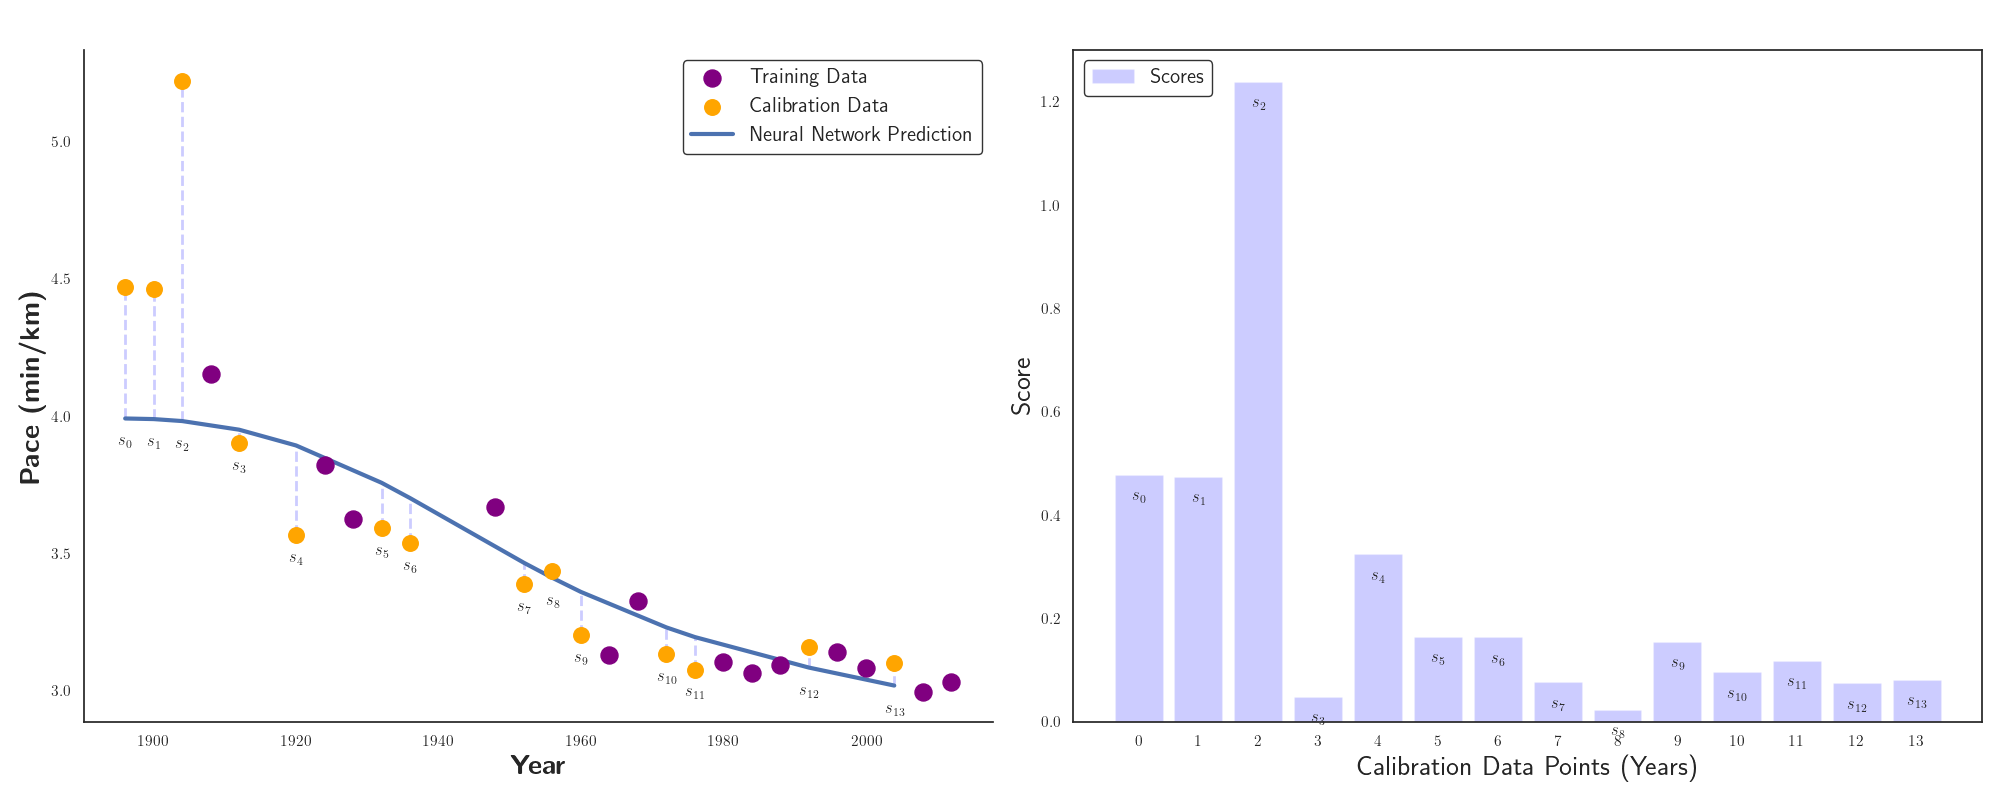 Training Data
Calibration Data
Neural Network Prediction
5.0
4.5
4.0
3.5
3.0
Pace (min/km)
s₀ s₁ s₂
s₃
s₄
s₅
s₆
s₇
s₈
s₉
s₁₀
s₁₁
s₁₂
s₁₃
1900 1920 1940 1960 1980 2000
Year
Scores
1.2
1.0
0.8
0.6
0.4
0.2
0.0
Score
s₀ s₁ s₂ s₃ s₄ s₅ s₆ s₇ s₈ s₉ s₁₀ s₁₁ s₁₂ s₁₃
0 1 2 3 4 5 6 7 8 9 10 11 12 13
Calibration Data Points (Years)